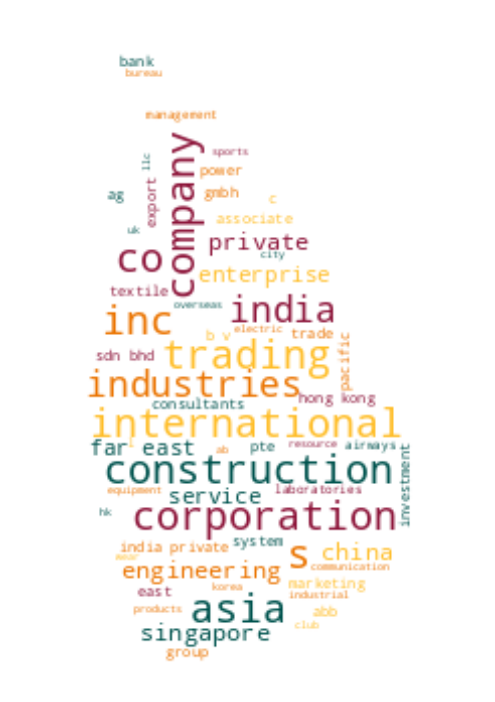 bank
bureau
management
company
sports
llc
power
export
ag
gmbh
c
associate
uk
private
co
city
enterprise
textile
overseas
india
inc
electric
b v
trade
pacific
sdn bhd
trading
industries
hong kong
consultants
international
far east
l
ab
pte
resource
airways
investment
construction
equipment
service
laboratories
hk
corporation
india private
system
wear
s
china
engineering
communication
korea
marketing
east
industrial
products
asia
abb
singapore
club
group